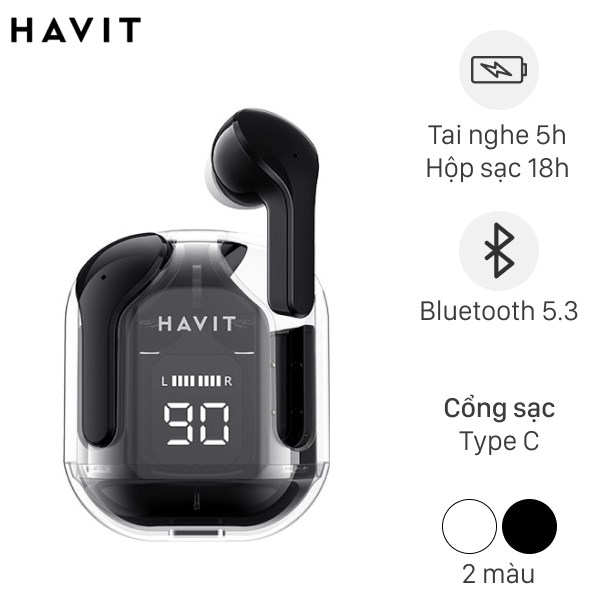 HAVIT
Tai nghe 5h
Hộp sạc 18h
Bluetooth 5.3
HAVIT
L R
90
Cổng sạc
Type C
2 màu